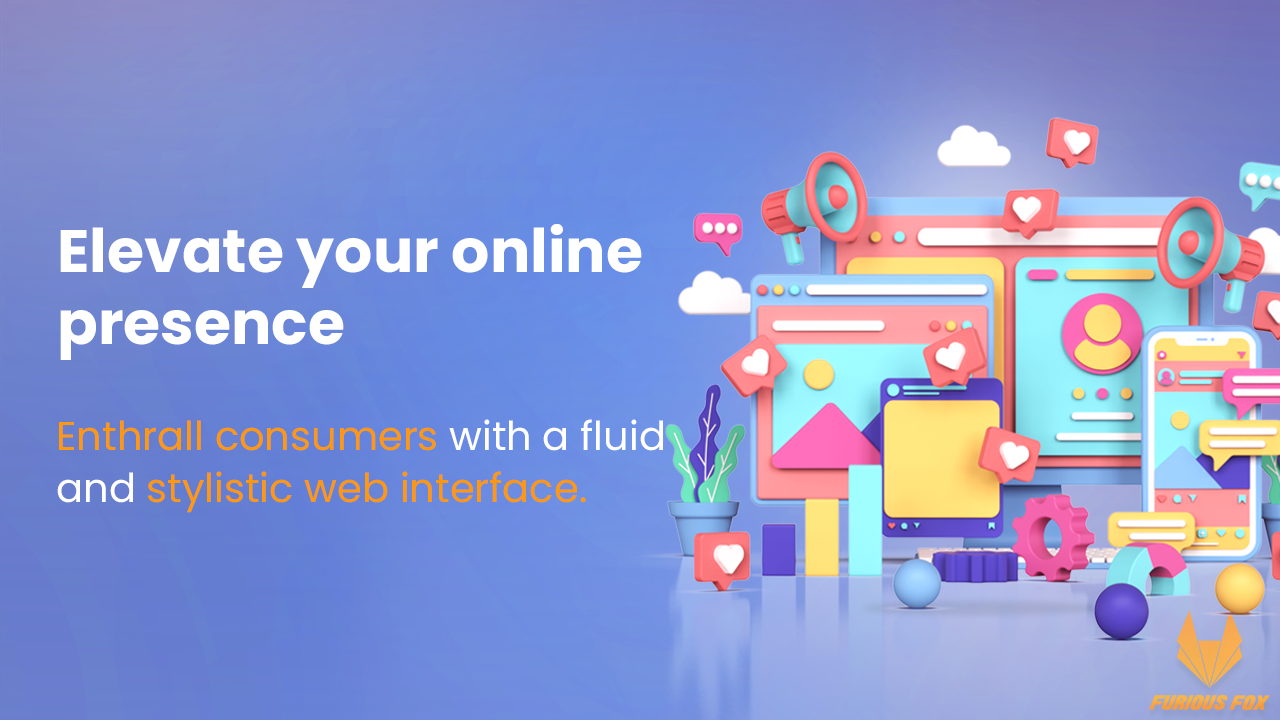 Elevate your online
presence
Enthrall consumers with a fluid
and stylistic web interface.
FURIOUS FOX